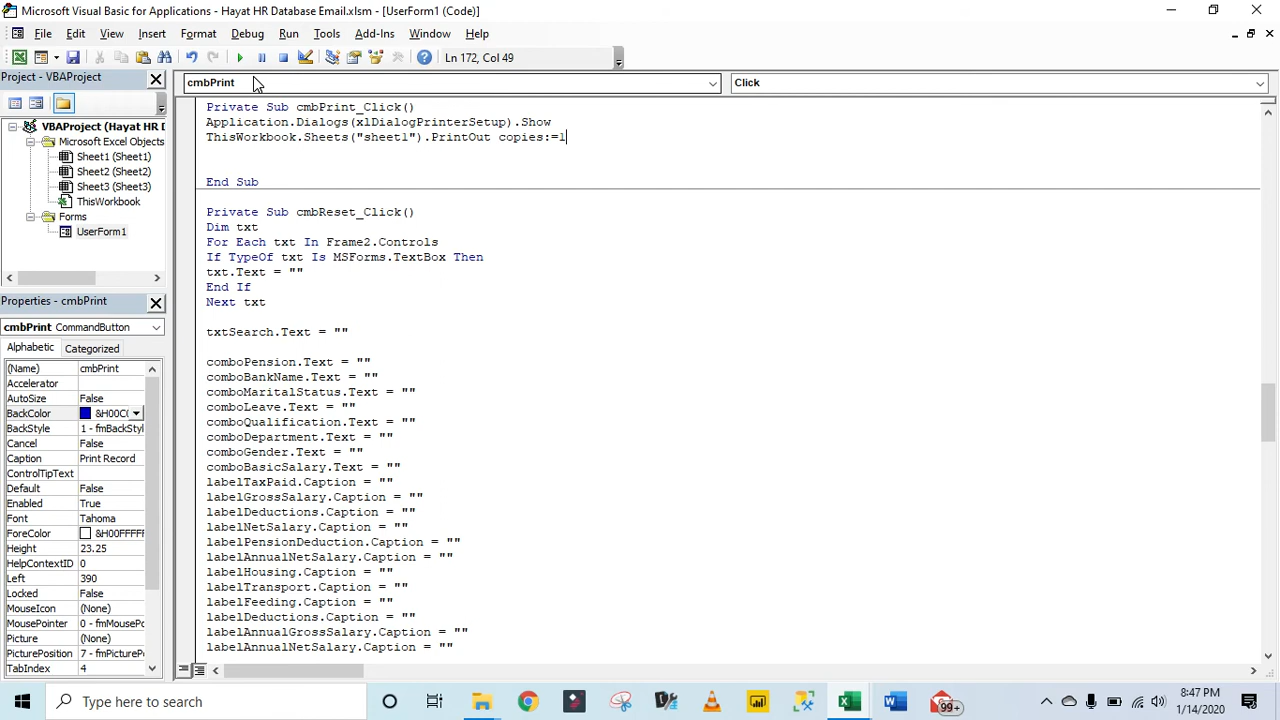 Microsoft Visual Basic for Applications - Hayat HR Database Email.xlsm - [UserForm1 (Code)]
File Edit View Insert Format Debug Run Tools Add-Ins Window Help
Ln 172, Col 49
Project - VBAProject
cmbPrint
Click
VBAProject (Hayat HR D
Microsoft Excel Objects
Sheet1 (Sheet1)
Sheet2 (Sheet2)
Sheet3 (Sheet3)
ThisWorkbook
Forms
UserForm1
Properties - cmbPrint
cmbPrint CommandButton
Alphabetic Categorized
(Name) cmbPrint
Accelerator
AutoSize False
BackColor &H00C(
BackStyle 1 - fmBackStyl
Cancel False
Caption Print Record
ControlTipText
Default False
Enabled True
Font Tahoma
ForeColor &H00FFFFF
Height 23.25
HelpContextID 0
Left 390
Locked False
MouseIcon (None)
MousePointer 0 - fmMousePo
Picture (None)
PicturePosition 7 - fmPicturePo
TabIndex 4
Private Sub cmbPrint_Click()
Application.Dialogs(xlDialogPrinterSetup).Show
ThisWorkbook.Sheets("sheet1").PrintOut copies:=1
End Sub
Private Sub cmbReset_Click()
Dim txt
For Each txt In Frame2.Controls
If TypeOf txt Is MSForms.TextBox Then
txt.Text = ""
End If
Next txt
txtSearch.Text = ""
comboPension.Text = ""
comboBankName.Text = ""
comboMaritalStatus.Text = ""
comboLeave.Text = ""
comboQualification.Text = ""
comboDepartment.Text = ""
comboGender.Text = ""
comboBasicSalary.Text = ""
labelTaxPaid.Caption = ""
labelGrossSalary.Caption = ""
labelDeductions.Caption = ""
labelNetSalary.Caption = ""
labelPensionDeduction.Caption = ""
labelAnnualNetSalary.Caption = ""
labelHousing.Caption = ""
labelTransport.Caption = ""
labelFeeding.Caption = ""
labelDeductions.Caption = ""
labelAnnualGrossSalary.Caption = ""
labelAnnualNetSalary.Caption = ""
Type here to search
99+
8:47 PM
1/14/2020